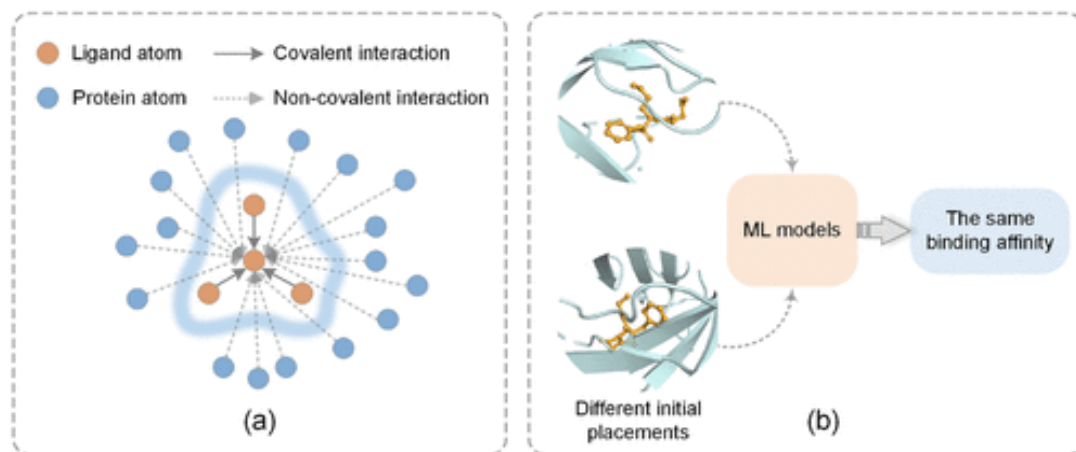 Ligand atom
Covalent interaction
Protein atom
Non-covalent interaction
(a)
ML models
The same
binding affinity
Different initial
placements
(b)